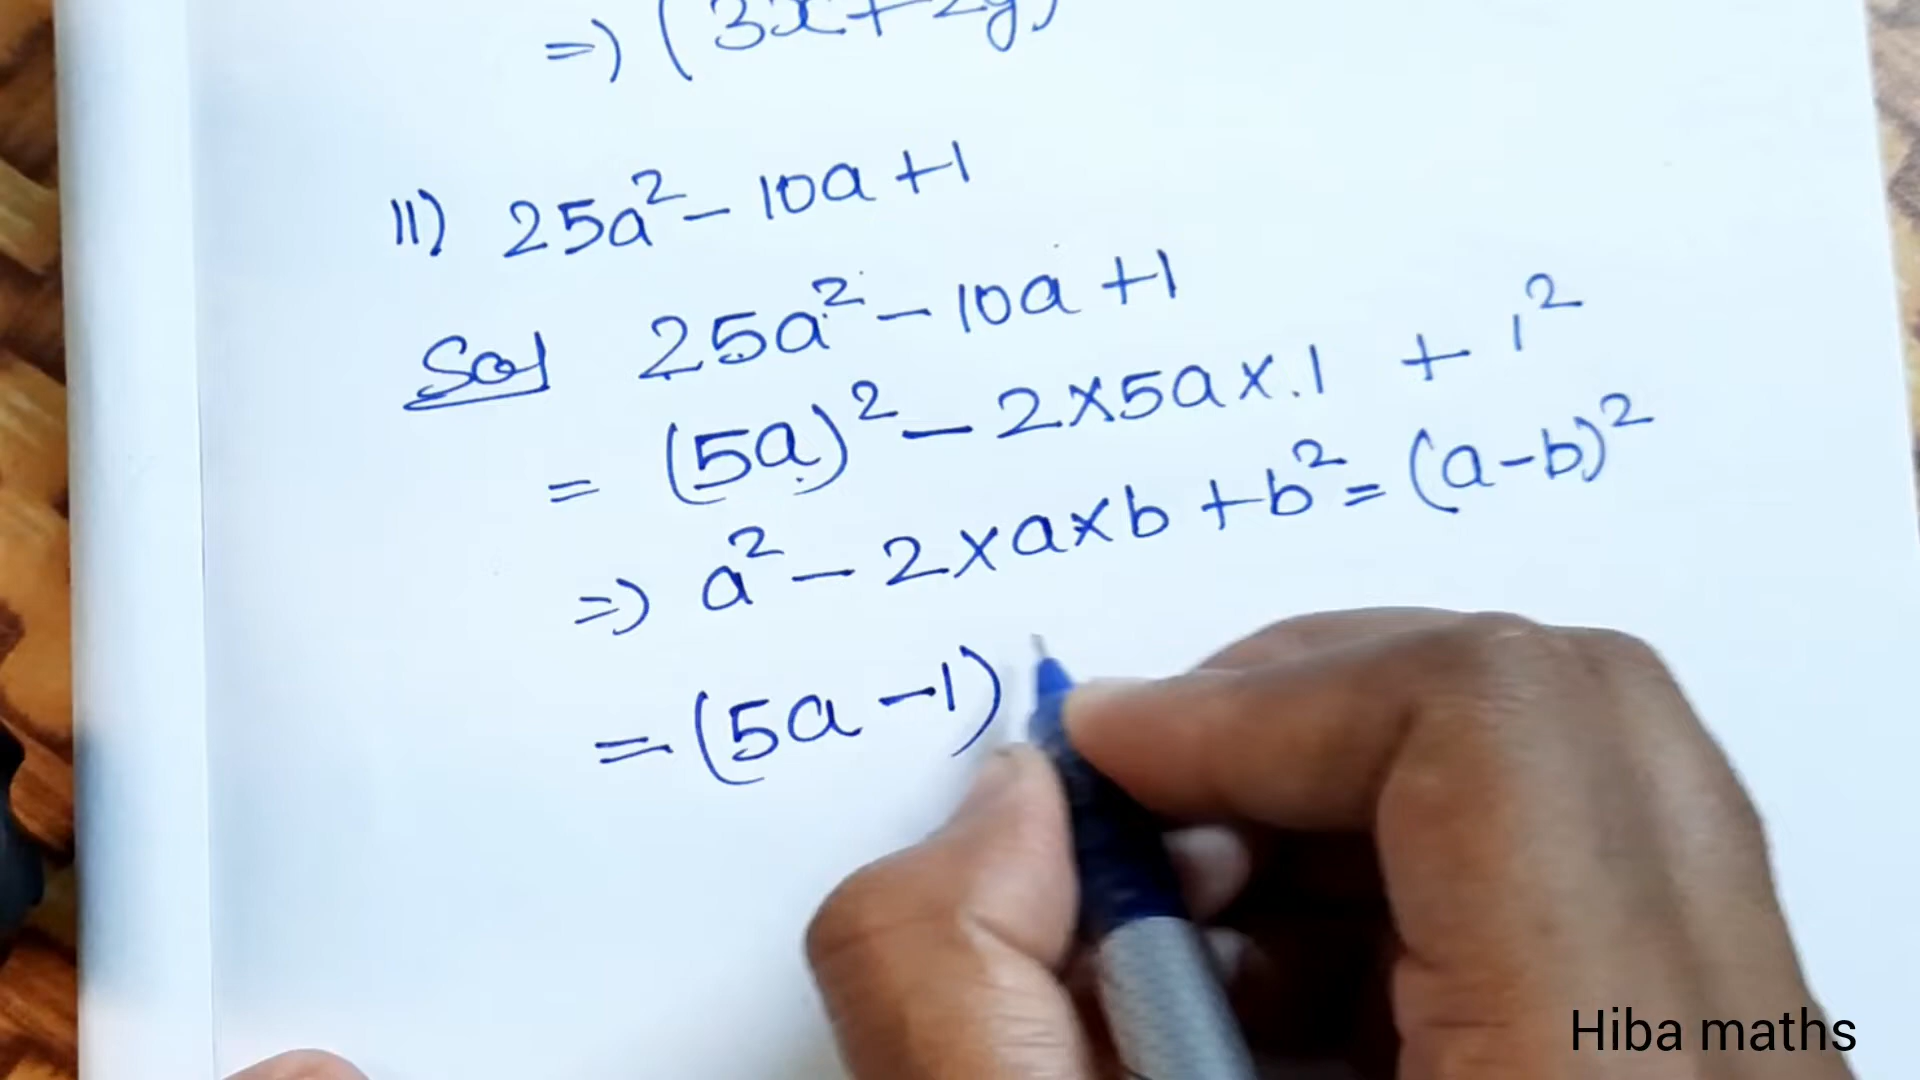 =) (3x+2y)
11) 25a² - 10a +1
Sol 25a² - 10a +1
= (5a)² - 2×5a×.1 + 1²
=) a² - 2×a×b +b² = (a-b)²
= (5a -1)
Hiba maths